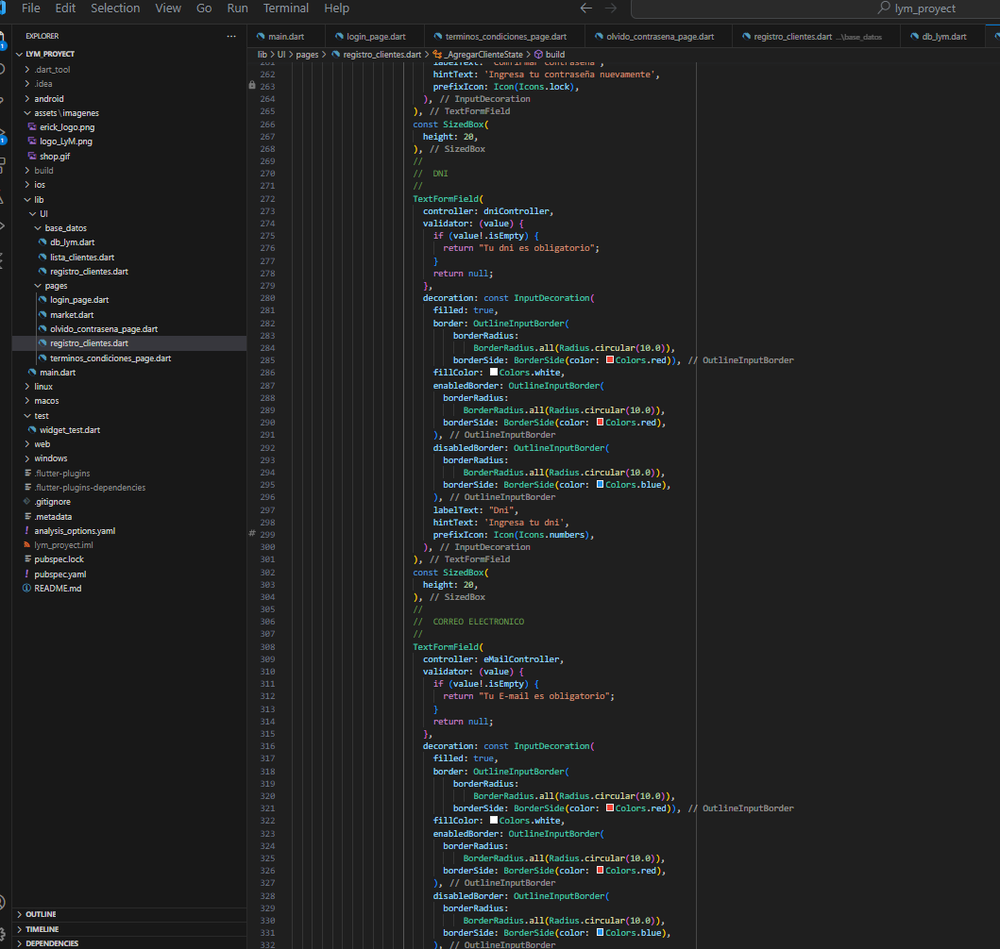 File Edit Selection View Go Run Terminal Help
lym_proyect
EXPLORER
LYM_PROYECT
.dart_tool
.idea
android
assets\imagenes
erick_logo.png
logo_LyM.png
shop.gif
build
ios
lib
UI
base_datos
db_lym.dart
lista_clientes.dart
registro_clientes.dart
pages
login_page.dart
market.dart
olvido_contrasena_page.dart
registro_clientes.dart
terminos_condiciones_page.dart
main.dart
linux
macos
test
widget_test.dart
web
windows
.flutter-plugins
.flutter-plugins-dependencies
.gitignore
.metadata
analysis_options.yaml
lym_proyect.iml
pubspec.lock
pubspec.yaml
README.md
OUTLINE
TIMELINE
DEPENDENCIES
main.dart login_page.dart terminos_condiciones_page.dart olvido_contrasena_page.dart registro_clientes.dart ...\base_datos db_lym.dart
lib > UI > pages > registro_clientes.dart > _AgregarClienteState > build
261 labelText: "Confirmar contraseña",
262 hintText: 'Ingresa tu contraseña nuevamente',
263 prefixIcon: Icon(Icons.lock),
264 ), // InputDecoration
265 ), // TextFormField
266 const SizedBox(
267 height: 20,
268 ), // SizedBox
269 //
270 // DNI
271 //
272 TextFormField(
273 controller: dniController,
274 validator: (value) {
275 if (value!.isEmpty) {
276 return "Tu dni es obligatorio";
277 }
278 return null;
279 },
280 decoration: const InputDecoration(
281 filled: true,
282 border: OutlineInputBorder(
283 borderRadius:
284 BorderRadius.all(Radius.circular(10.0)),
285 borderSide: BorderSide(color: Colors.red)), // OutlineInputBorder
286 fillColor: Colors.white,
287 enabledBorder: OutlineInputBorder(
288 borderRadius:
289 BorderRadius.all(Radius.circular(10.0)),
290 borderSide: BorderSide(color: Colors.red),
291 ), // OutlineInputBorder
292 disabledBorder: OutlineInputBorder(
293 borderRadius:
294 BorderRadius.all(Radius.circular(10.0)),
295 borderSide: BorderSide(color: Colors.blue),
296 ), // OutlineInputBorder
297 labelText: "Dni",
298 hintText: 'Ingresa tu dni',
299 prefixIcon: Icon(Icons.numbers),
300 ), // InputDecoration
301 ), // TextFormField
302 const SizedBox(
303 height: 20,
304 ), // SizedBox
305 //
306 // CORREO ELECTRONICO
307 //
308 TextFormField(
309 controller: eMailController,
310 validator: (value) {
311 if (value!.isEmpty) {
312 return "Tu E-mail es obligatorio";
313 }
314 return null;
315 },
316 decoration: const InputDecoration(
317 filled: true,
318 border: OutlineInputBorder(
319 borderRadius:
320 BorderRadius.all(Radius.circular(10.0)),
321 borderSide: BorderSide(color: Colors.red)), // OutlineInputBorder
322 fillColor: Colors.white,
323 enabledBorder: OutlineInputBorder(
324 borderRadius:
325 BorderRadius.all(Radius.circular(10.0)),
326 borderSide: BorderSide(color: Colors.red),
327 ), // OutlineInputBorder
328 disabledBorder: OutlineInputBorder(
329 borderRadius:
330 BorderRadius.all(Radius.circular(10.0)),
331 borderSide: BorderSide(color: Colors.blue),
332 ), // OutlineInputBorder